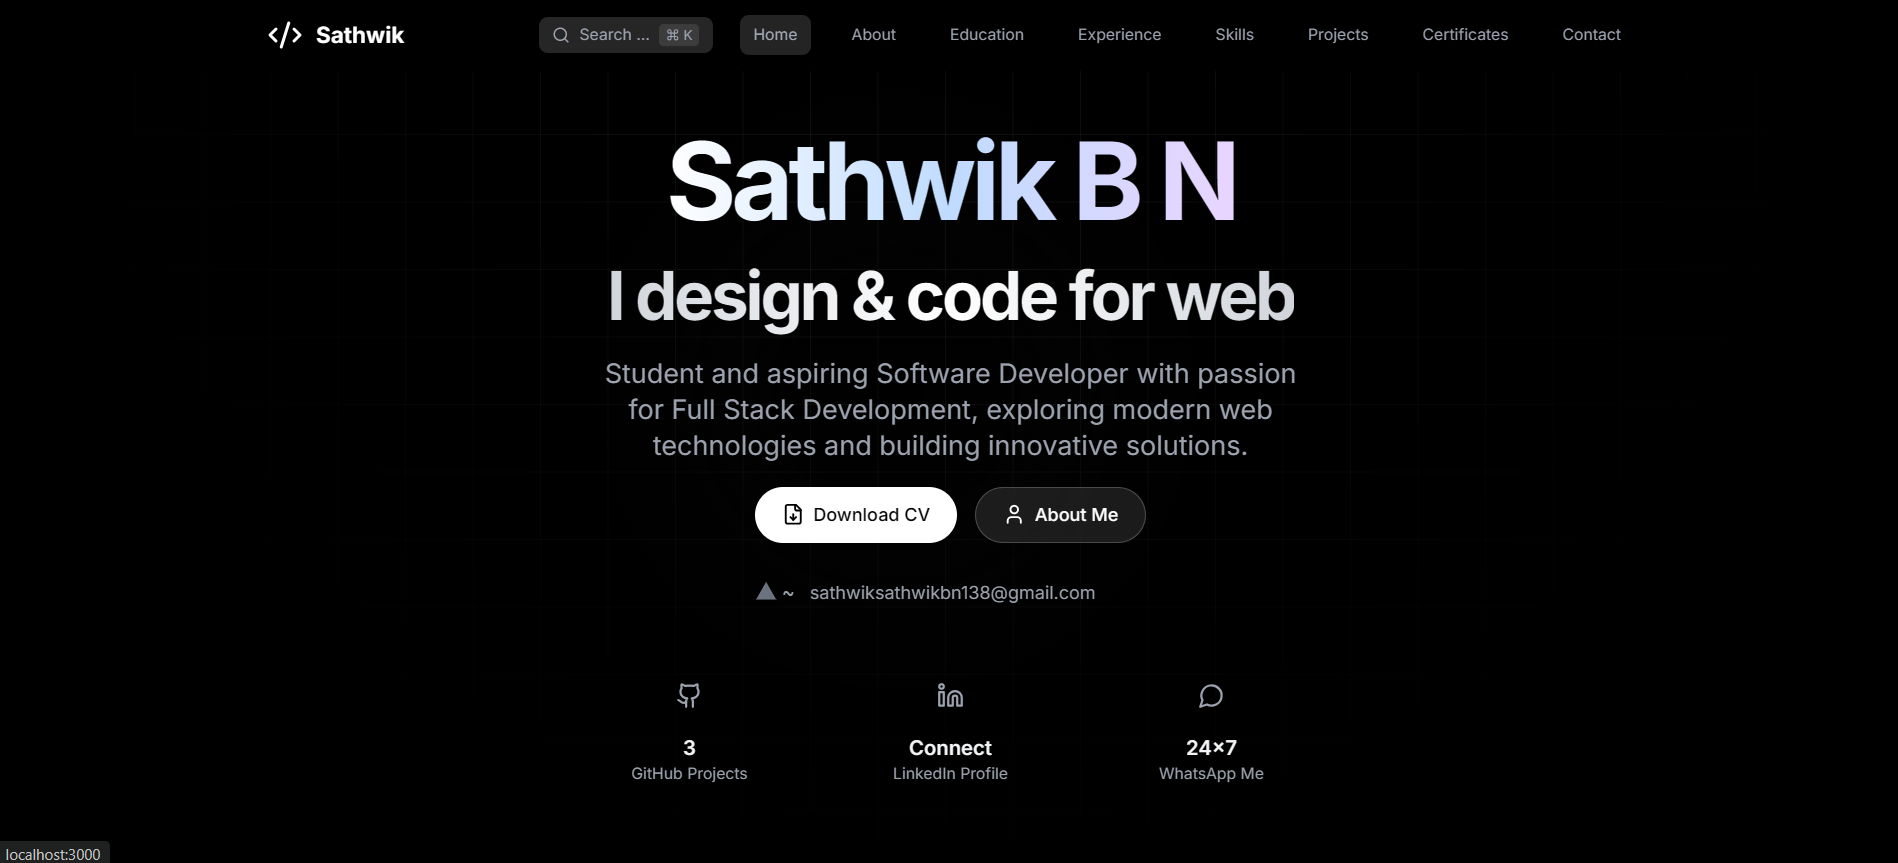 Sathwik
Search ... ⌘ K
Home
About
Education
Experience
Skills
Projects
Certificates
Contact
Sathwik B N
I design & code for web
Student and aspiring Software Developer with passion
for Full Stack Development, exploring modern web
technologies and building innovative solutions.
Download CV
About Me
~ sathwiksathwikbn138@gmail.com
3
GitHub Projects
Connect
LinkedIn Profile
24×7
WhatsApp Me
localhost:3000